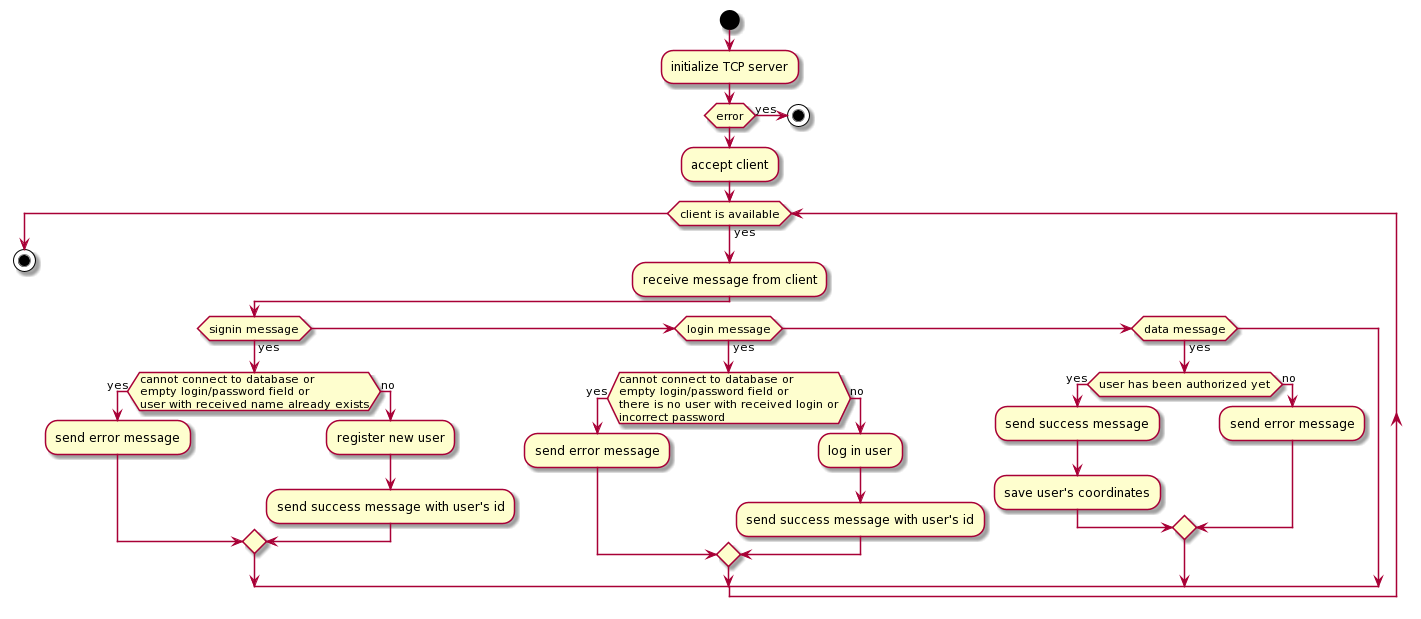 initialize TCP server
error
yes
accept client
client is available
yes
receive message from client
signin message
login message
data message
yes
yes
yes
yes
cannot connect to database or
empty login/password field or
user with received name already exists
no
yes
cannot connect to database or
empty login/password field or
there is no user with received login or
incorrect password
no
yes
user has been authorized yet
no
send error message
register new user
send error message
log in user
send success message
send error message
send success message with user's id
send success message with user's id
save user's coordinates